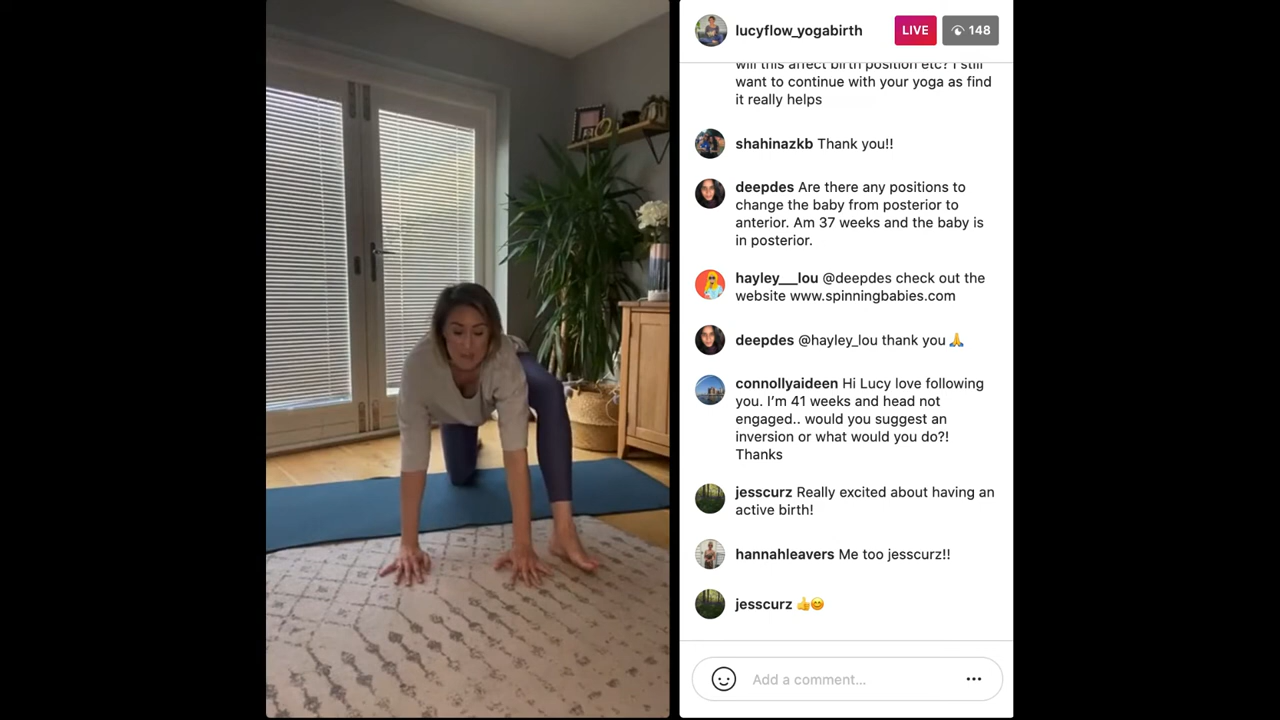 lucyflow_yogabirth
LIVE
148
will this affect birth position etc? I still
want to continue with your yoga as find
it really helps
shahinazkb Thank you!!
deepdes Are there any positions to
change the baby from posterior to
anterior. Am 37 weeks and the baby is
in posterior.
hayley__lou @deepdes check out the
website www.spinningbabies.com
deepdes @hayley_lou thank you 🙏
connollyaideen Hi Lucy love following
you. I’m 41 weeks and head not
engaged.. would you suggest an
inversion or what would you do?!
Thanks
jesscurz Really excited about having an
active birth!
hannahleavers Me too jesscurz!!
jesscurz 👍😊
Add a comment...